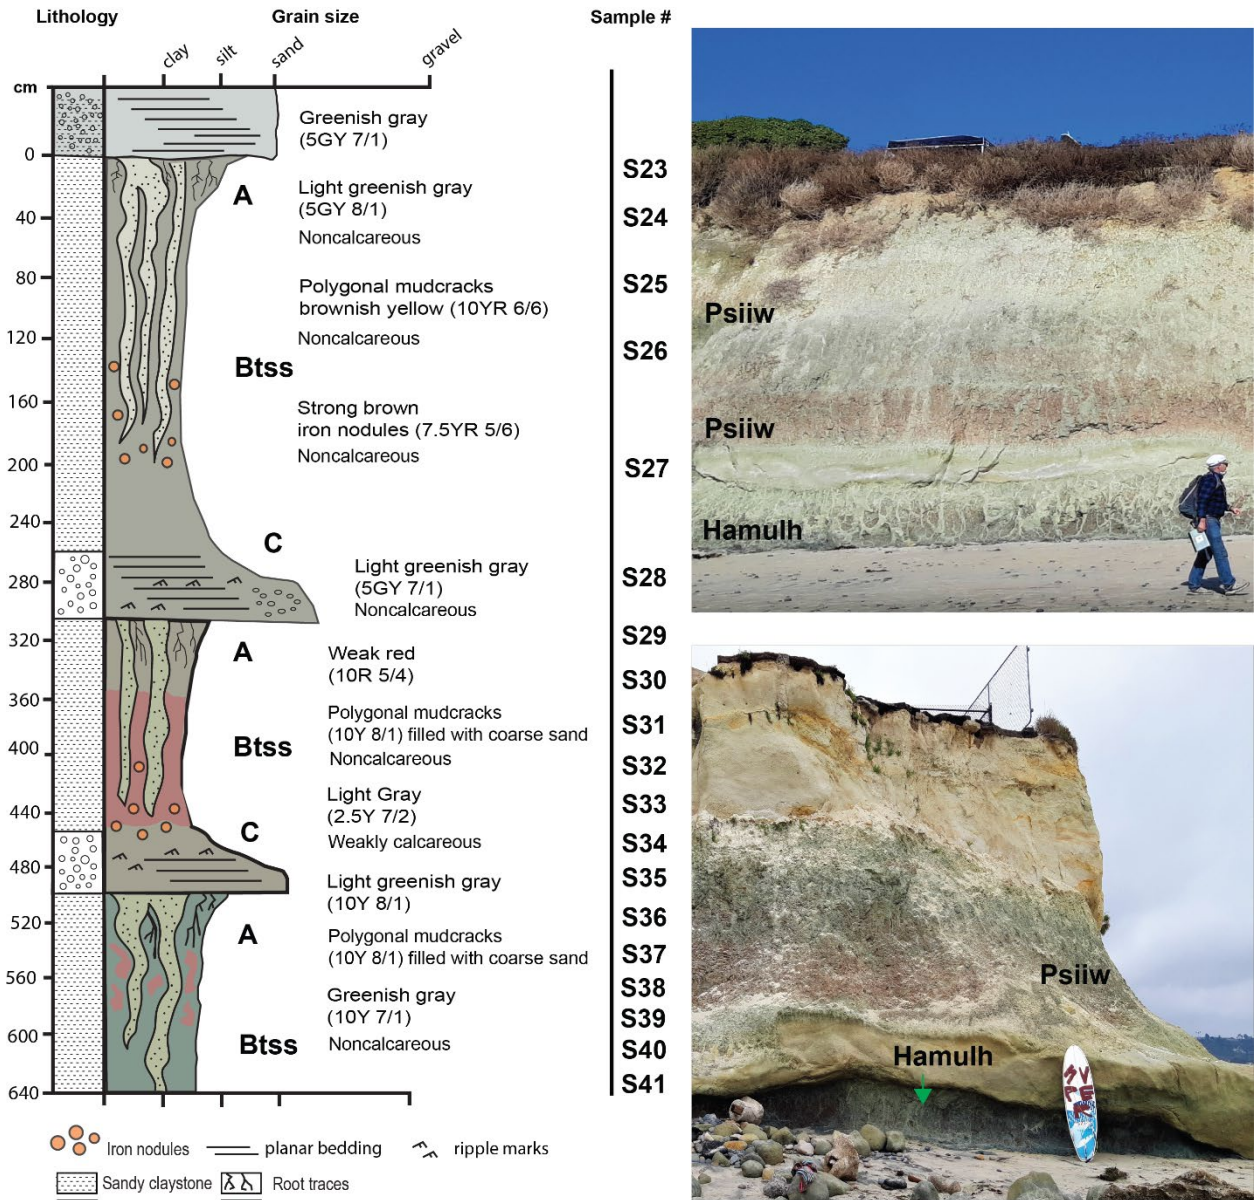 Lithology
Grain size
Sample #
clay
silt
sand
gravel
cm
0
40
80
120
160
200
240
280
320
360
400
440
480
520
560
600
640
Greenish gray
(5GY 7/1)
A
Light greenish gray
(5GY 8/1)
Noncalcareous
Polygonal mudcracks
brownish yellow (10YR 6/6)
Noncalcareous
Btss
Strong brown
iron nodules (7.5YR 5/6)
Noncalcareous
C
Light greenish gray
(5GY 7/1)
Noncalcareous
A
Weak red
(10R 5/4)
Polygonal mudcracks
(10Y 8/1) filled with coarse sand
Btss
Noncalcareous
Light Gray
(2.5Y 7/2)
C
Weakly calcareous
Light greenish gray
(10Y 8/1)
A
Polygonal mudcracks
(10Y 8/1) filled with coarse sand
Greenish gray
(10Y 7/1)
Btss
Noncalcareous
S23
S24
S25
S26
S27
S28
S29
S30
S31
S32
S33
S34
S35
S36
S37
S38
S39
S40
S41
Iron nodules
planar bedding
ripple marks
Sandy claystone
Root traces
Psiiw
Psiiw
Hamulh
Psiiw
Hamulh